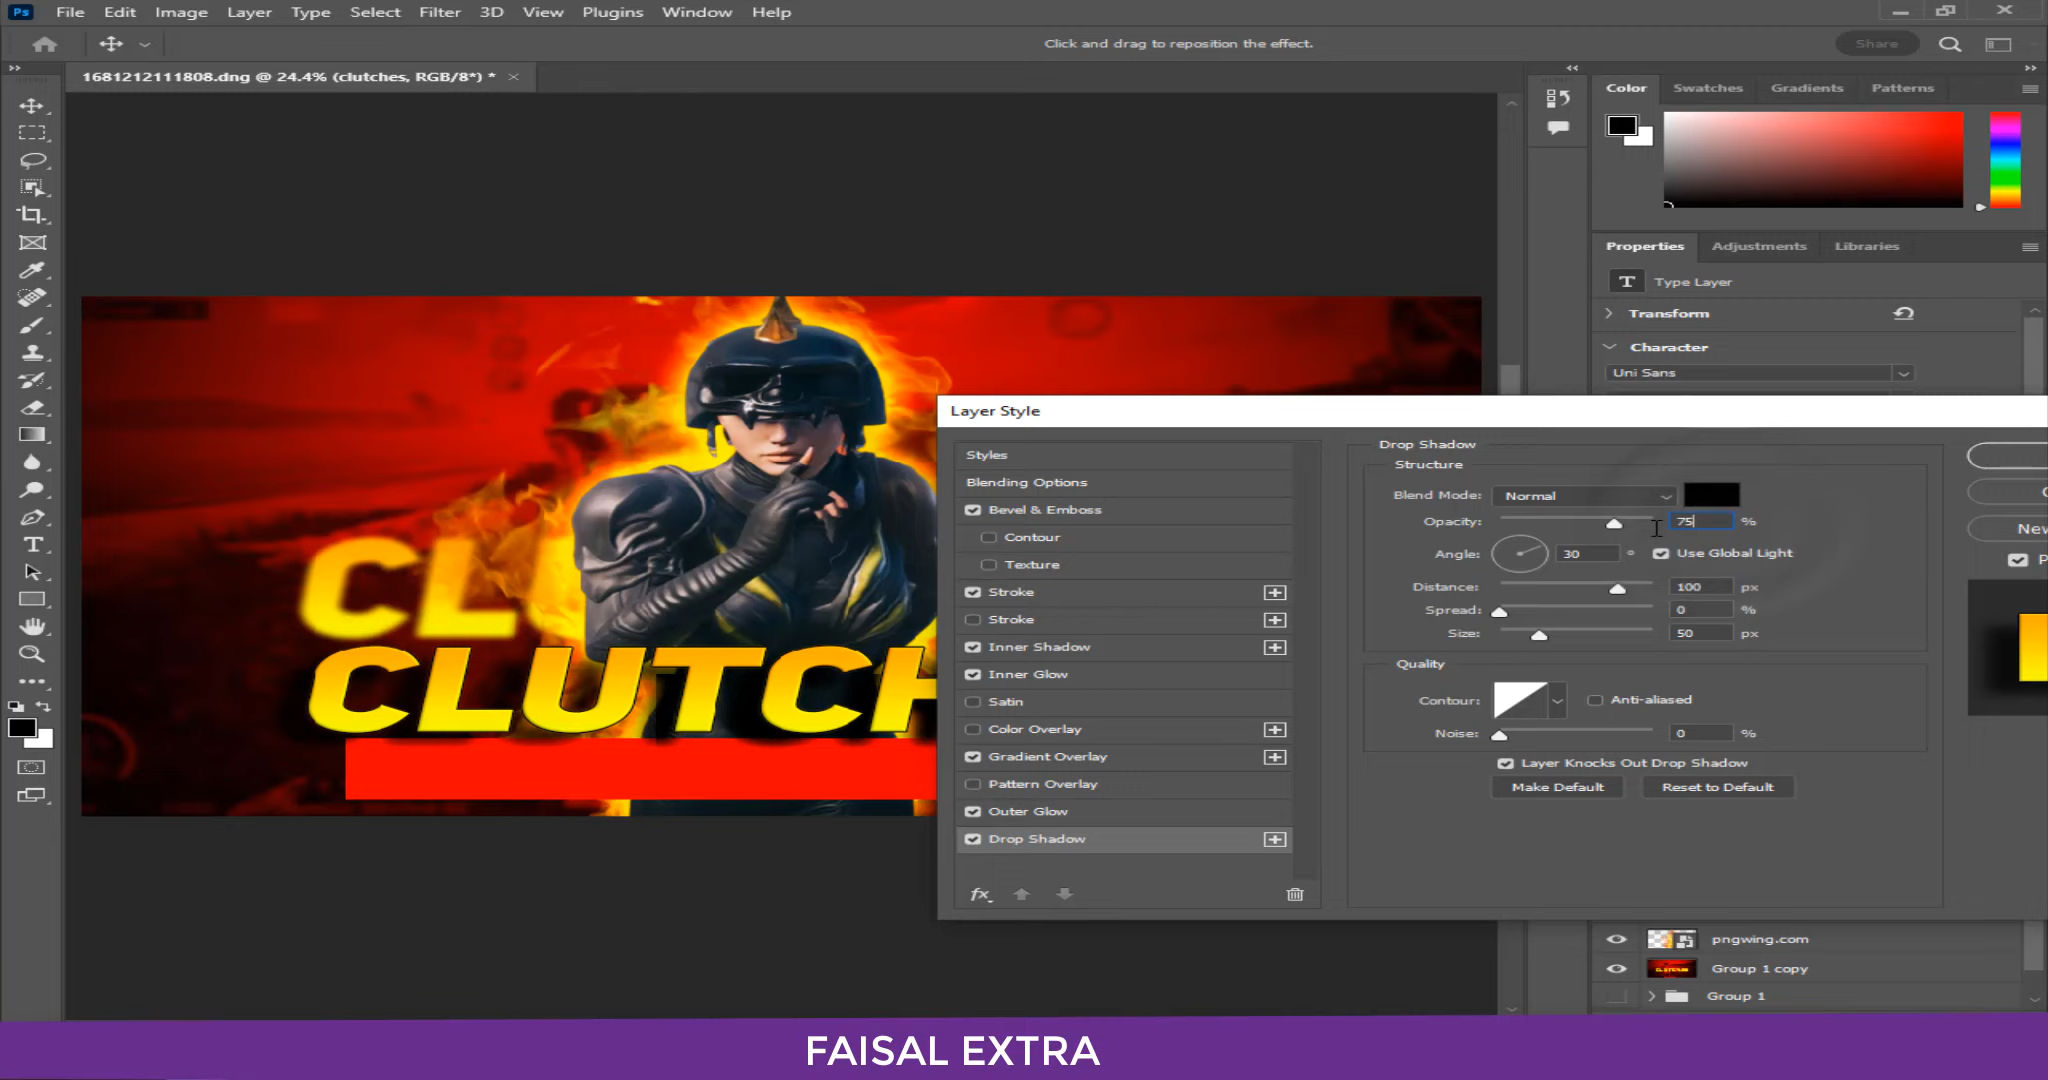 Ps File Edit Image Layer Type Select Filter 3D View Plugins Window Help
Click and drag to reposition the effect.
Share
1681212111808.dng @ 24.4% (clutches, RGB/8*) *
Color Swatches Gradients Patterns
Properties Adjustments Libraries
T Type Layer
Transform
Character
Uni Sans
CL
CLUTCH
Layer Style
Styles
Blending Options
Bevel & Emboss
Contour
Texture
Stroke
Stroke
Inner Shadow
Inner Glow
Satin
Color Overlay
Gradient Overlay
Pattern Overlay
Outer Glow
Drop Shadow
fx
Drop Shadow
Structure
Blend Mode: Normal
Opacity: 75 %
Angle: 30 ° Use Global Light
Distance: 100 px
Spread: 0 %
Size: 50 px
Quality
Contour: Anti-aliased
Noise: 0 %
Layer Knocks Out Drop Shadow
Make Default Reset to Default
New
P
pngwing.com
Group 1 copy
Group 1
FAISAL EXTRA